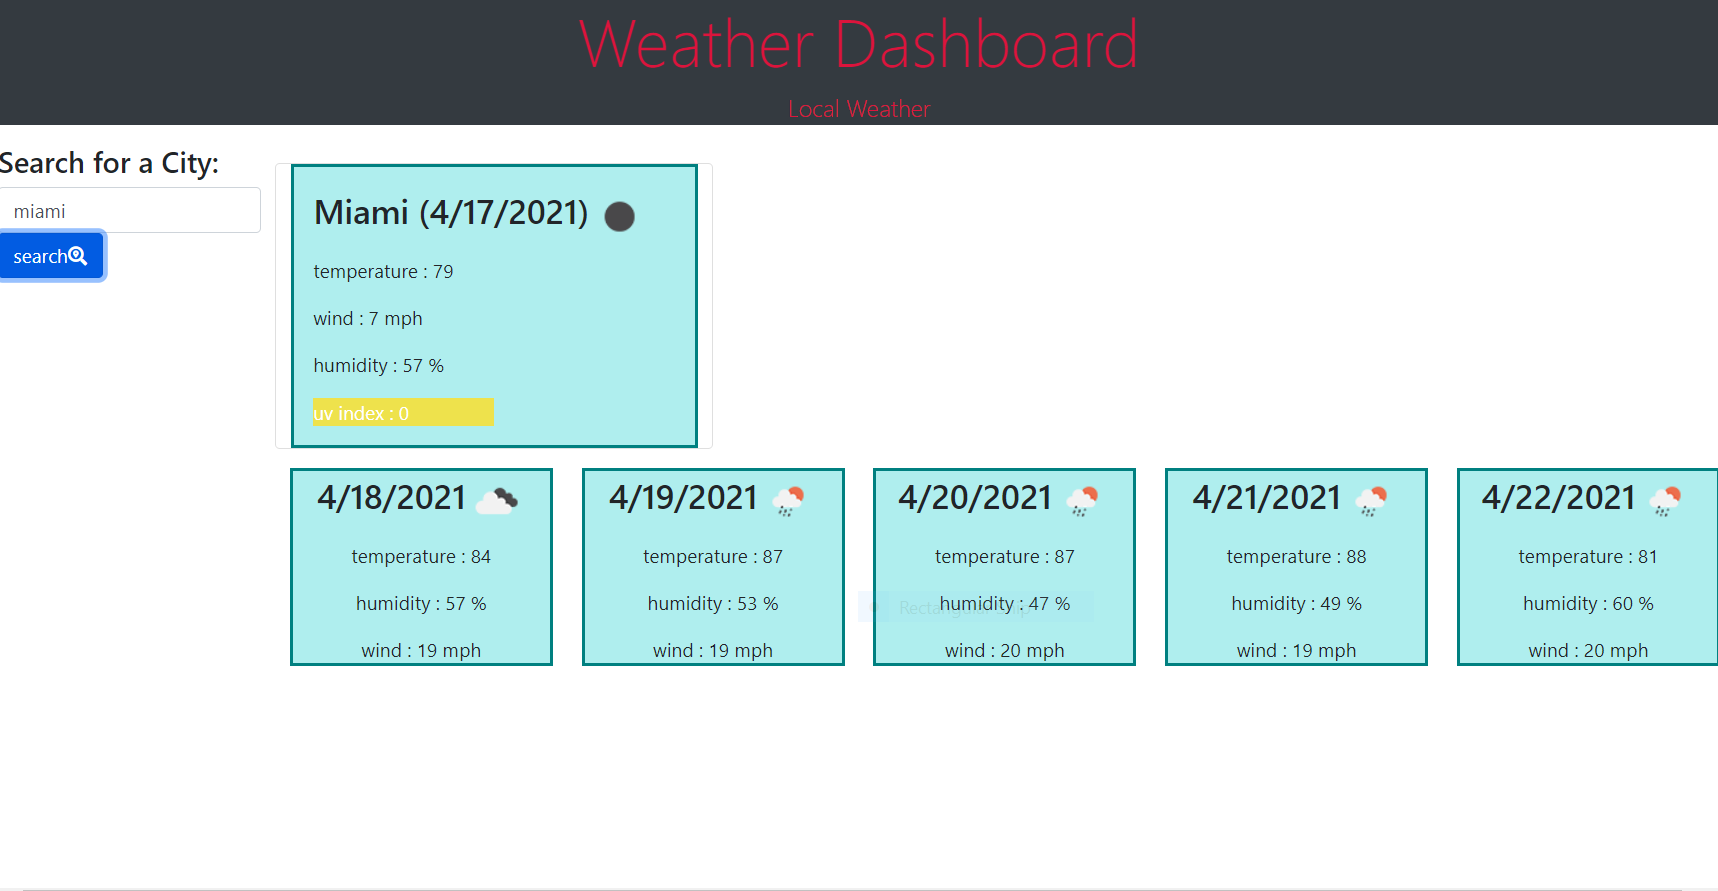 Weather Dashboard
Local Weather
Search for a City:
miami
search
Miami (4/17/2021)
temperature : 79
wind : 7 mph
humidity : 57 %
uv index : 0
4/18/2021
temperature : 84
humidity : 57 %
wind : 19 mph
4/19/2021
temperature : 87
humidity : 53 %
wind : 19 mph
4/20/2021
temperature : 87
humidity : 47 %
wind : 20 mph
4/21/2021
temperature : 88
humidity : 49 %
wind : 19 mph
4/22/2021
temperature : 81
humidity : 60 %
wind : 20 mph